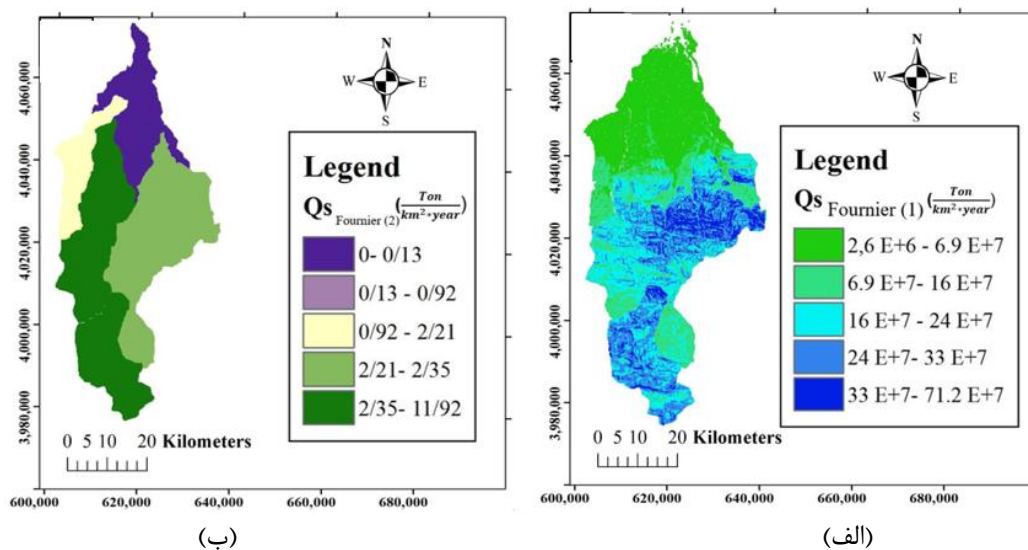 N
W E
S
Legend
Qs Fournier (2) (Ton/km²*year)
0- 0/13
0/13 - 0/92
0/92 - 2/21
2/21- 2/35
2/35- 11/92
0 5 10 20 Kilometers
4,060,000
4,040,000
4,020,000
4,000,000
3,980,000
600,000 620,000 640,000 660,000 680,000
(ب)
N
W E
S
Legend
Qs Fournier (1) (Ton/km²*year)
2,6 E+6 - 6.9 E+7
6.9 E+7- 16 E+7
16 E+7 - 24 E+7
24 E+7- 33 E+7
33 E+7- 71.2 E+7
0 5 10 20 Kilometers
4,060,000
4,040,000
4,020,000
4,000,000
3,980,000
600,000 620,000 640,000 660,000 680,000
(الف)